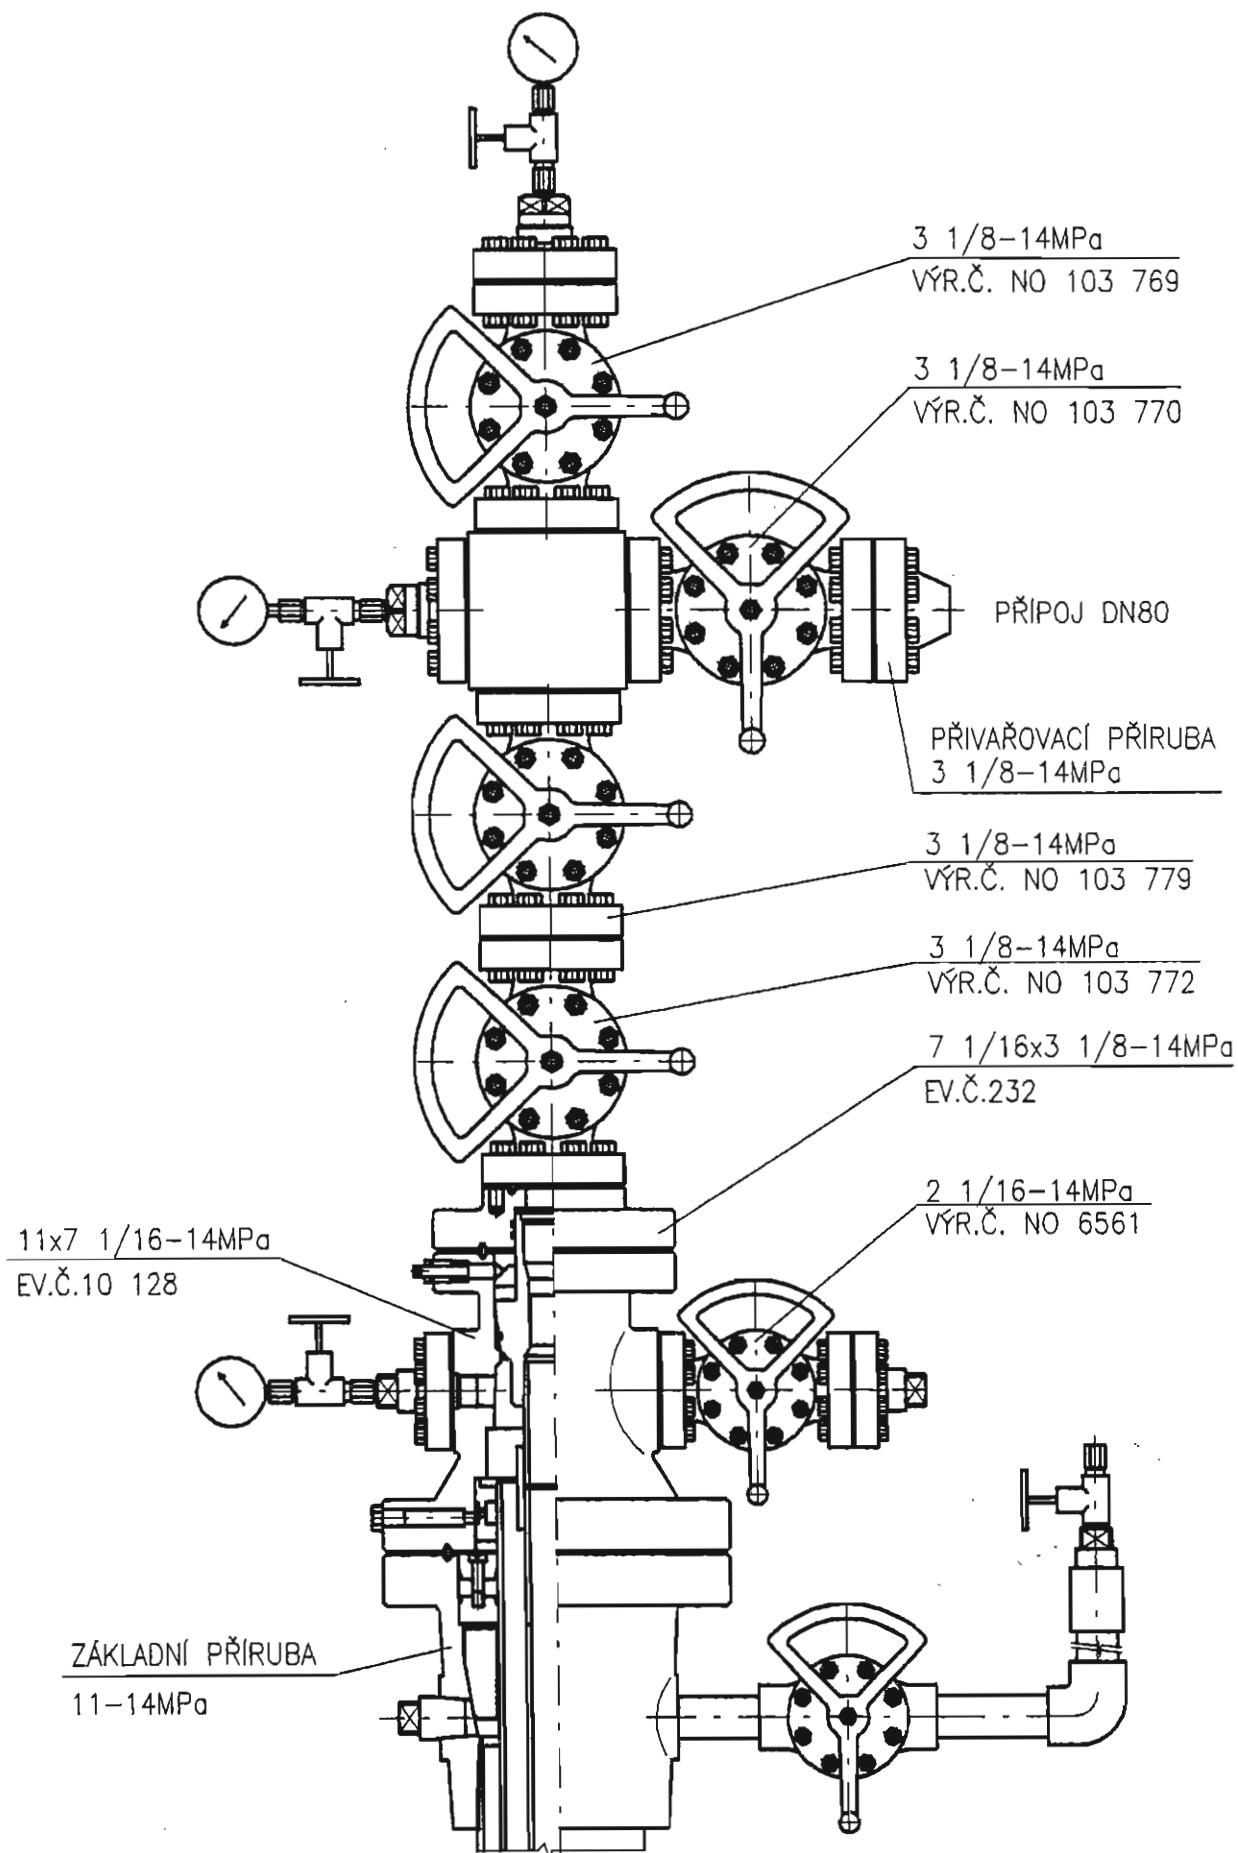 3 1/8-14MPa
VÝR.Č. NO 103 769
3 1/8-14MPa
VÝR.Č. NO 103 770
PŘÍPOJ DN80
PŘIVAŘOVACÍ PŘÍRUBA
3 1/8-14MPa
3 1/8-14MPa
VÝR.Č. NO 103 779
3 1/8-14MPa
VÝR.Č. NO 103 772
7 1/16x3 1/8-14MPa
EV.Č.232
2 1/16-14MPa
VÝR.Č. NO 6561
11x7 1/16-14MPa
EV.Č.10 128
ZÁKLADNÍ PŘÍRUBA
11-14MPa